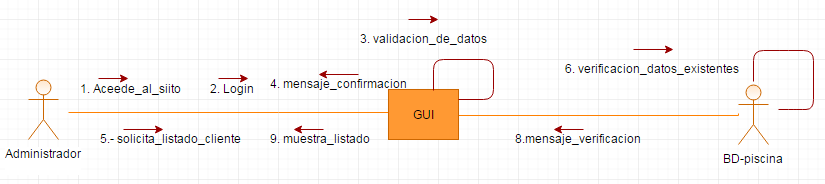 3. validacion_de_datos
6. verificacion_datos_existentes
1. Aceede_al_siito
2. Login
4. mensaje_confirmacion
GUI
5.- solicita_listado_cliente
9. muestra_listado
8.mensaje_verificacion
Administrador
BD-piscina